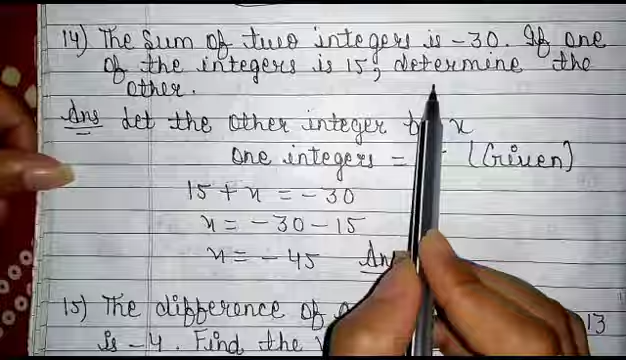 14) The sum of two integers is -30. If one
of the integers is 15, determine the
other.
Ans Let the other integer x
One integers = (Given)
15 + x = -30
x = -30 - 15
x = -45 Ans
15) The difference of 13
is -4. Find the